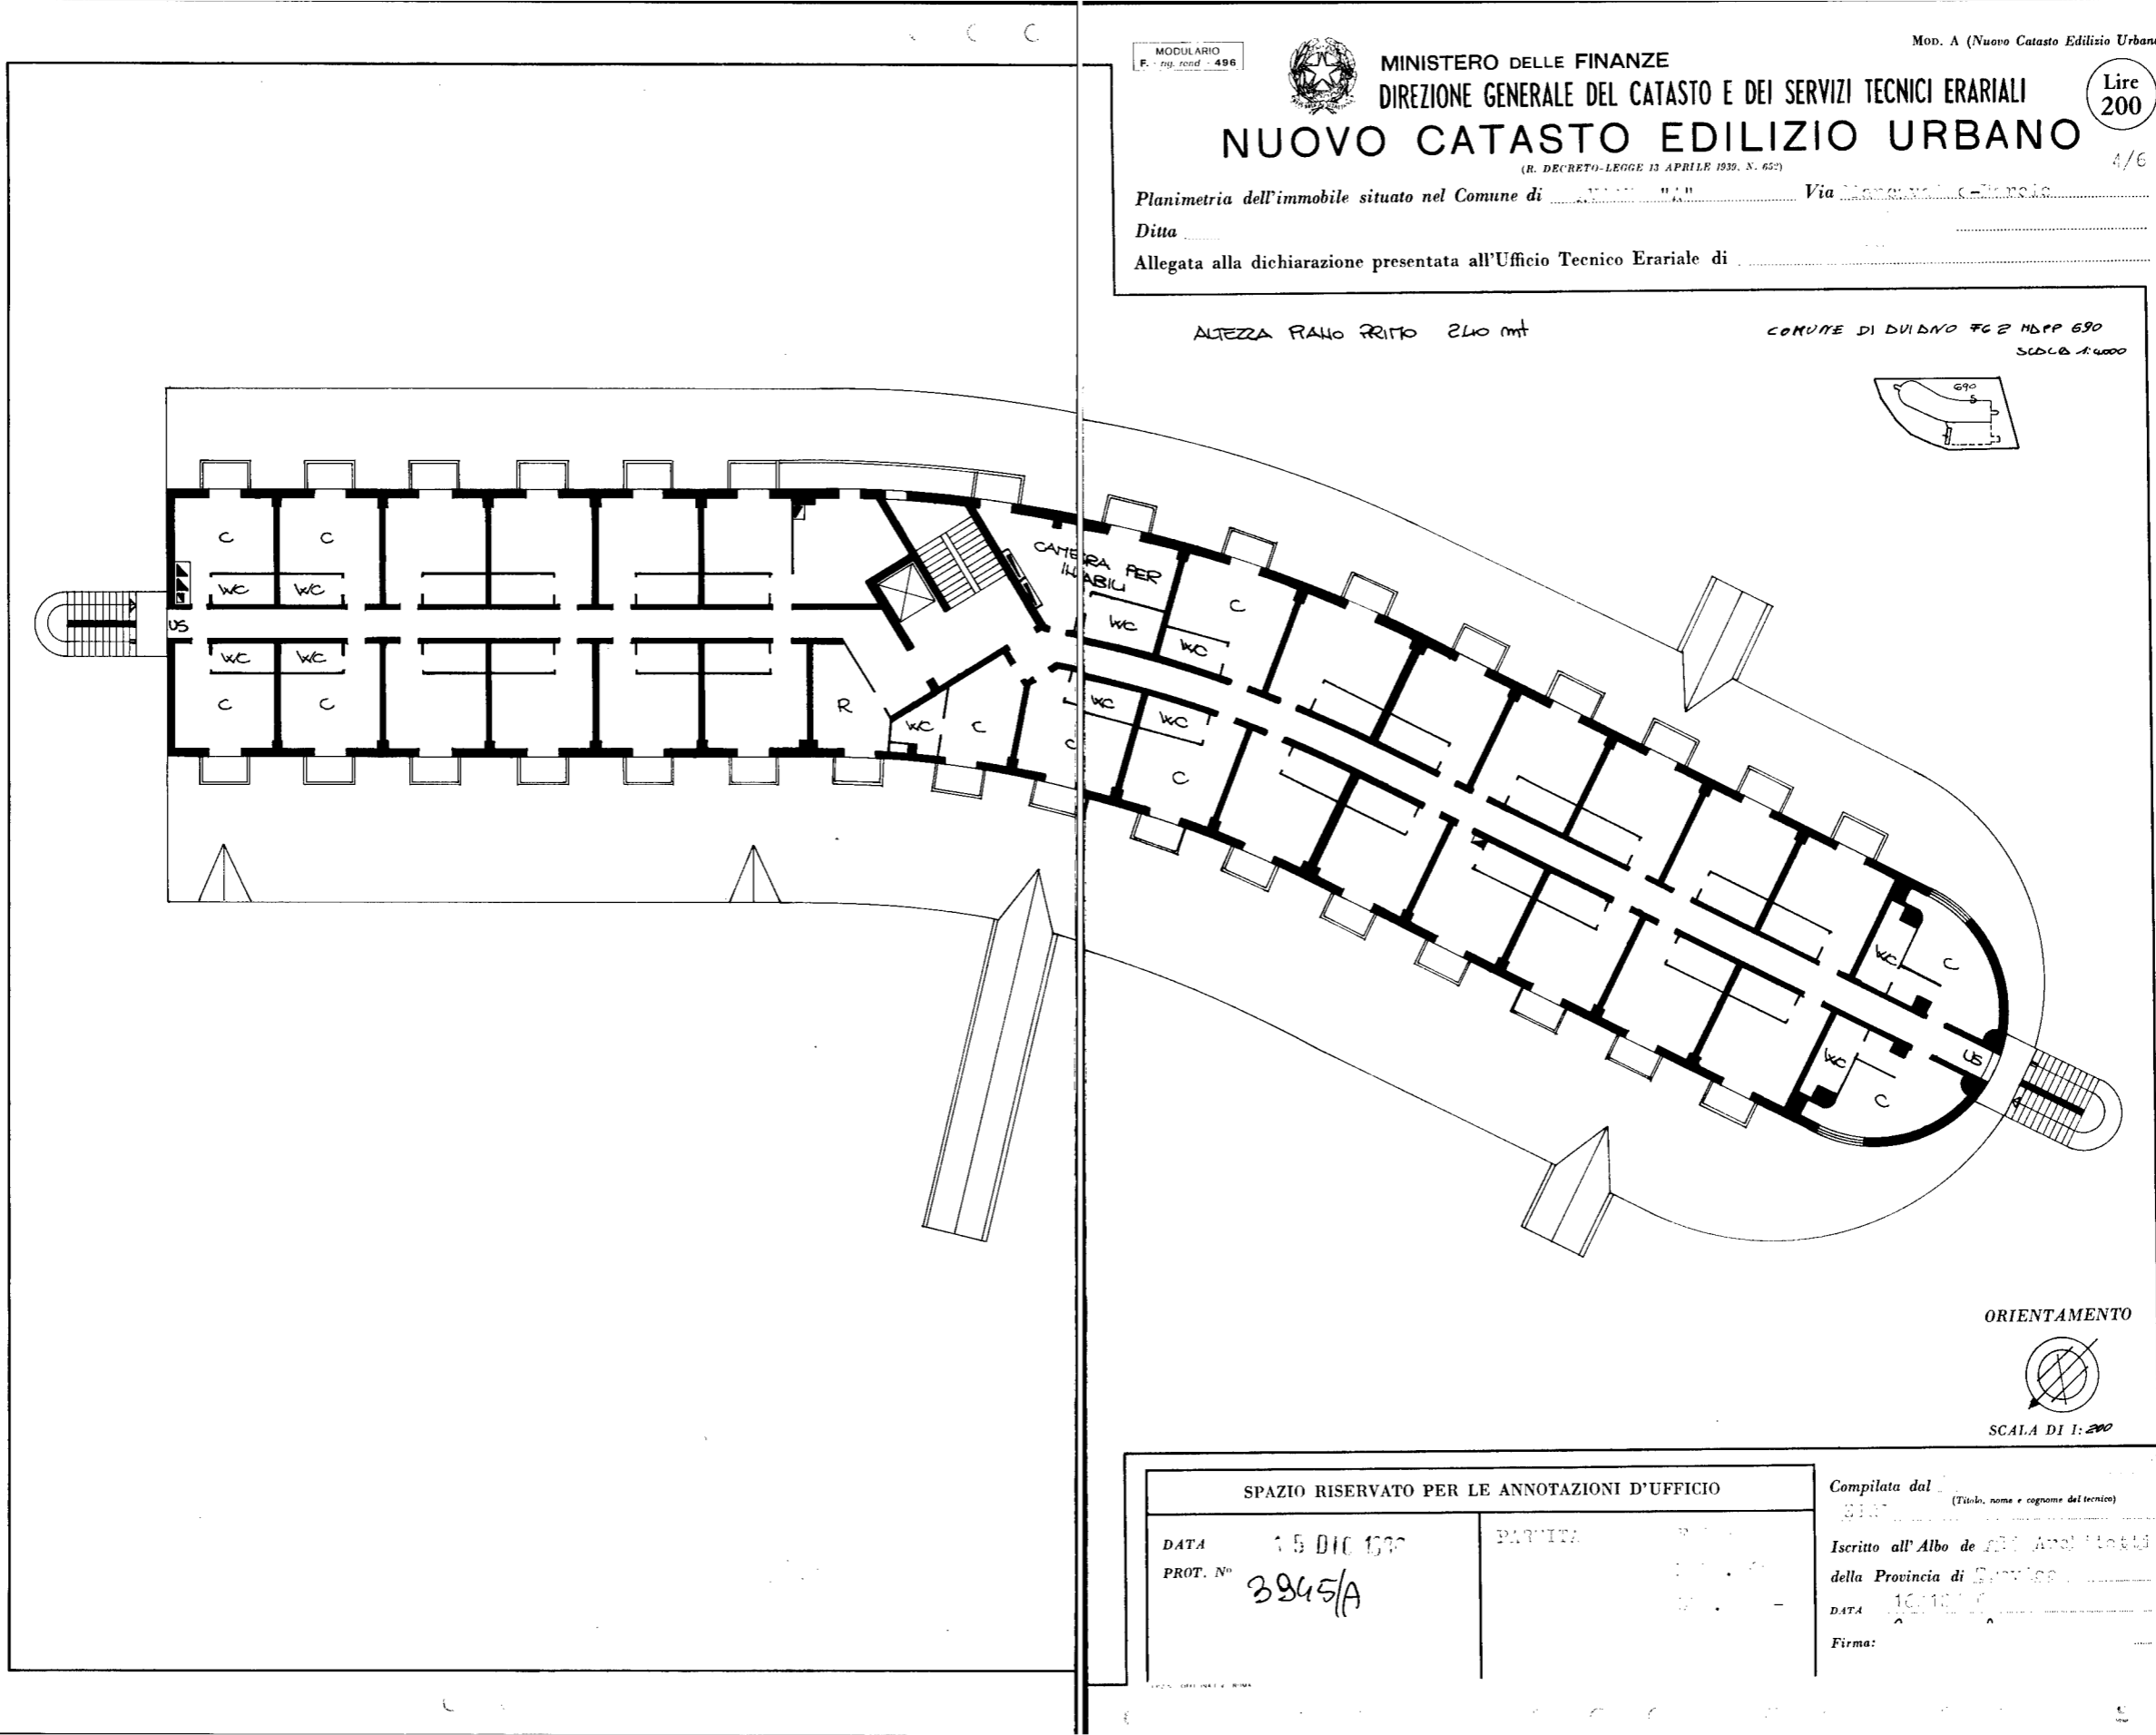 MODULARIO
F. - rig. rend - 496
MINISTERO DELLE FINANZE
DIREZIONE GENERALE DEL CATASTO E DEI SERVIZI TECNICI ERARIALI
NUOVO CATASTO EDILIZIO URBANO
(R. DECRETO-LEGGE 13 APRILE 1939, N. 652)
MOD. A (Nuovo Catasto Edilizio Urbano
Lire
200
4/6
Planimetria dell'immobile situato nel Comune di Via
Ditta
Allegata alla dichiarazione presentata all'Ufficio Tecnico Erariale di
ALTEZZA PIANO PRIMO 240 mt
COMUNE DI FG 2 MAPP 690
SCALA 1:4000
690
S
C
C
WC
WC
US
WC
WC
C
C
R
WC
C
CAMERA PER
INABILI
WC
C
WC
WC
C
WC
C
WC
C
WC
C
US
ORIENTAMENTO
SCALA DI 1:200
SPAZIO RISERVATO PER LE ANNOTAZIONI D'UFFICIO
DATA 15 DIC
PROT. N° 3945/A
PARTITA
Compilata dal
(Titolo, nome e cognome del tecnico)
Iscritto all'Albo de
della Provincia di
DATA
Firma: